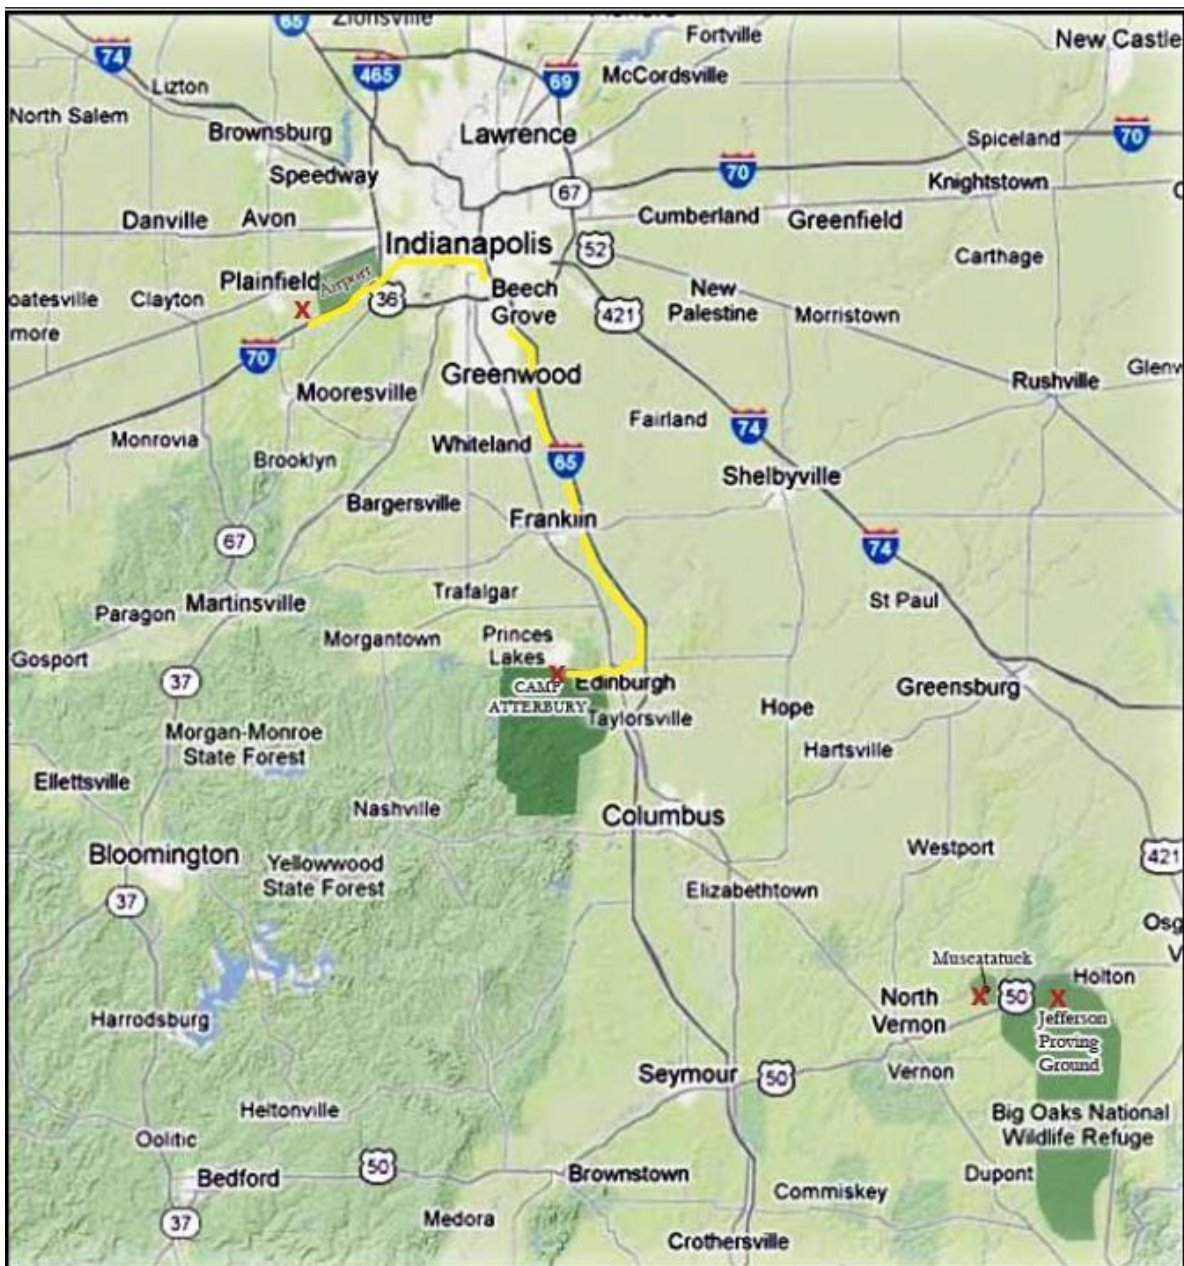 65
Zionsville
Fortville
New Castle
74
465
69
McCordsville
Lizton
North Salem
Brownsburg
Lawrence
Spiceland
70
Speedway
70
67
Knightstown
Danville
Avon
Cumberland
Greenfield
Indianapolis
52
Carthage
Plainfield
Airport
oatesville
Clayton
X
36
Beech
Grove
New
Palestine
421
Morristown
more
70
Greenwood
Glenw
Rushville
Mooresville
Fairland
74
Monrovia
Whiteland
Brooklyn
65
Shelbyville
Bargersville
Franklin
67
74
Trafalgar
St Paul
Paragon
Martinsville
Morgantown
Princes
Lakes
Gosport
X
37
CAMP
ATTERBURY
Edinburgh
Greensburg
Taylorsville
Hope
Morgan-Monroe
State Forest
Hartsville
Ellettsville
Nashville
Columbus
Bloomington
Yellowwood
State Forest
Westport
421
37
Elizabethtown
Osg
V
Muscatatuck
Holton
North
Vernon
X
50
X
Jefferson
Proving
Ground
Harrodsburg
Seymour
50
Vernon
Heltonville
Big Oaks National
Wildlife Refuge
Oolitic
50
Bedford
Brownstown
Dupont
Commiskey
37
Medora
Crothersville